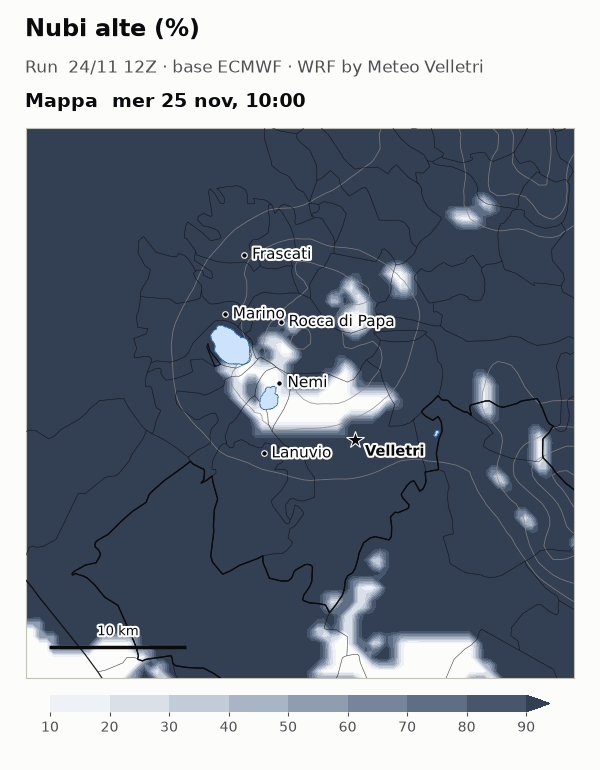 Nubi alte (%)
Run 24/11 12Z · base ECMWF · WRF by Meteo Velletri
Mappa mer 25 nov, 10:00
Frascati
Marino
Rocca di Papa
Nemi
Velletri
Lanuvio
10 km
10 20 30 40 50 60 70 80 90